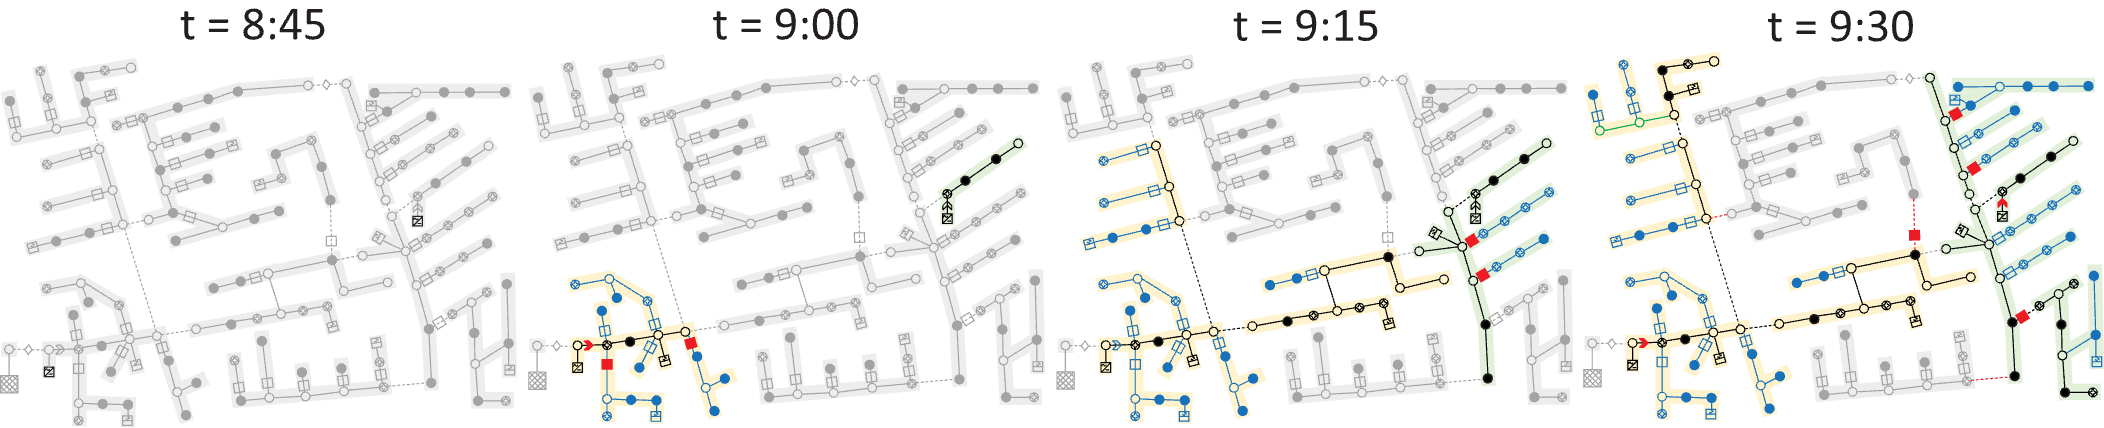 t = 8:45
t = 9:00
t = 9:15
t = 9:30